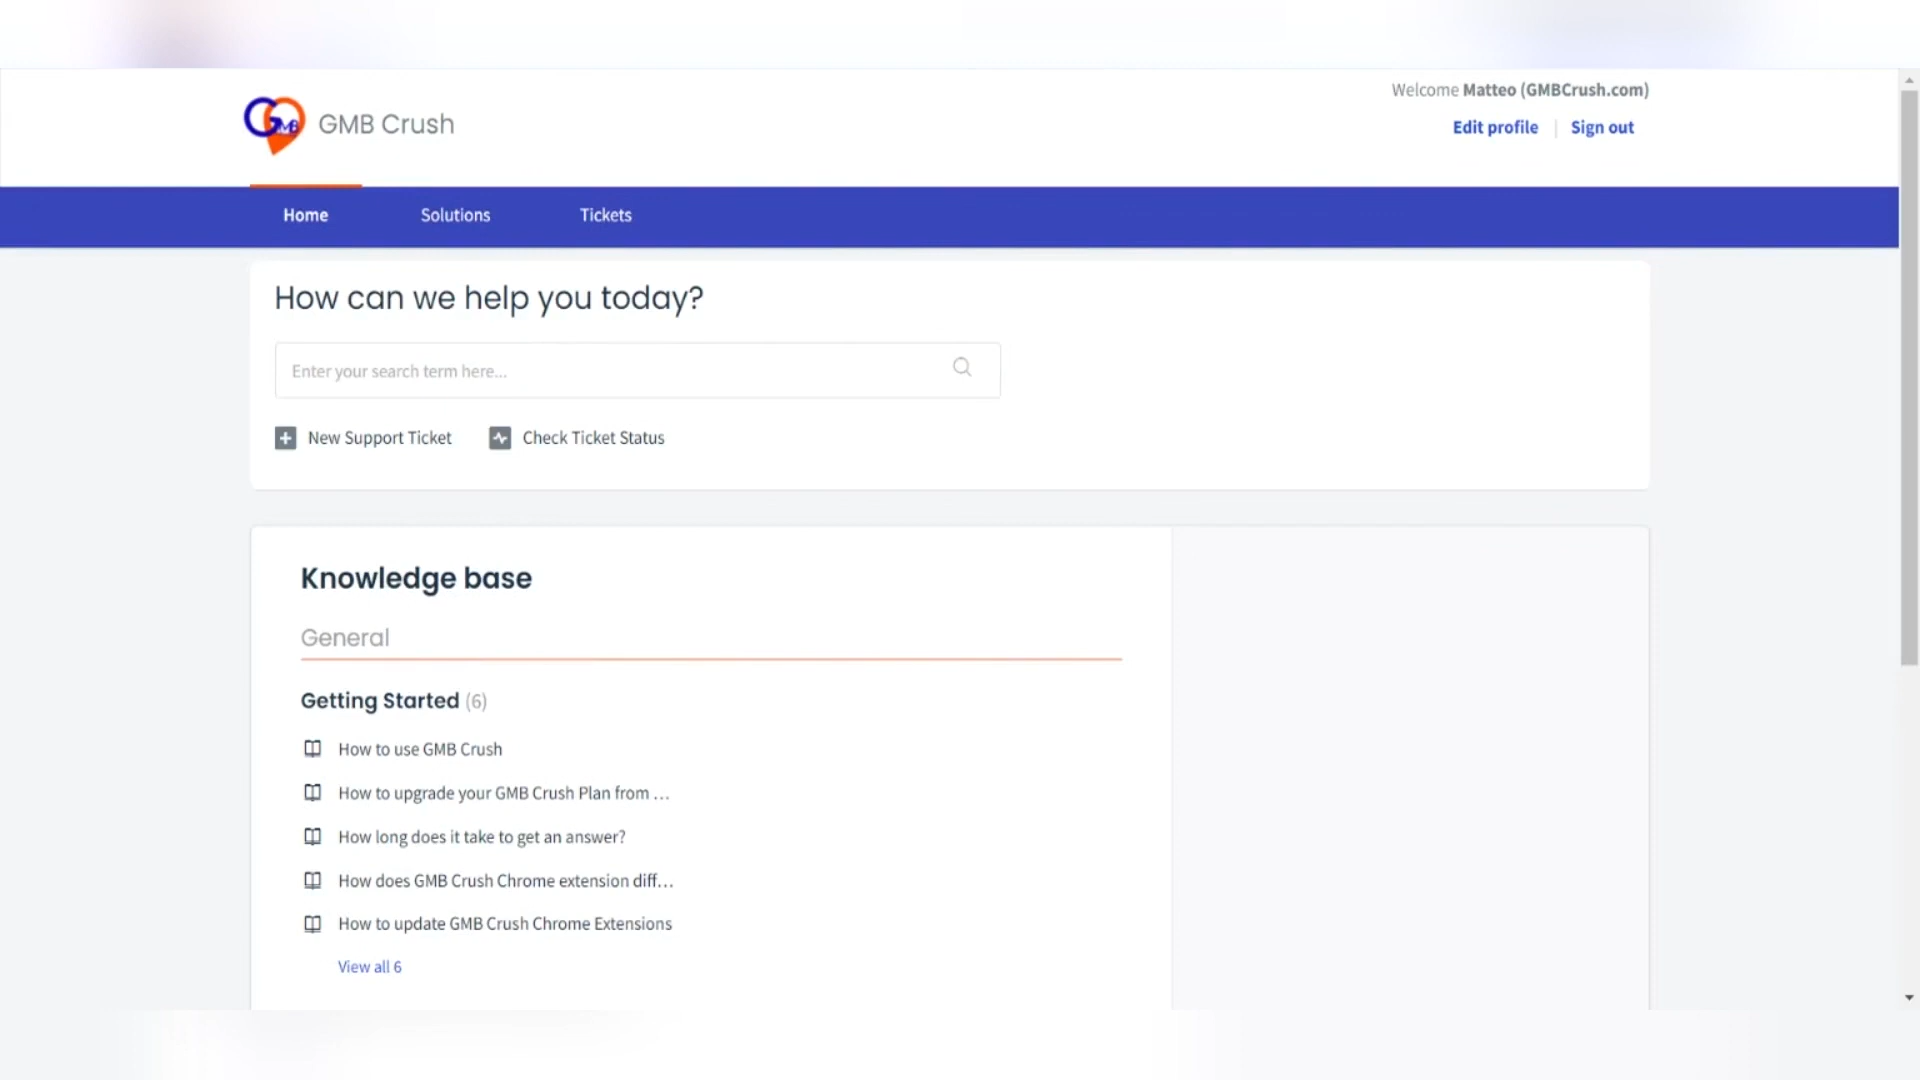 Welcome Matteo (GMBCrush.com)
GMB
GMB Crush
Edit profile | Sign out
Home
Solutions
Tickets
How can we help you today?
Enter your search term here...
New Support Ticket
Check Ticket Status
Knowledge base
General
Getting Started (6)
How to use GMB Crush
How to upgrade your GMB Crush Plan from ...
How long does it take to get an answer?
How does GMB Crush Chrome extension diff...
How to update GMB Crush Chrome Extensions
View all 6